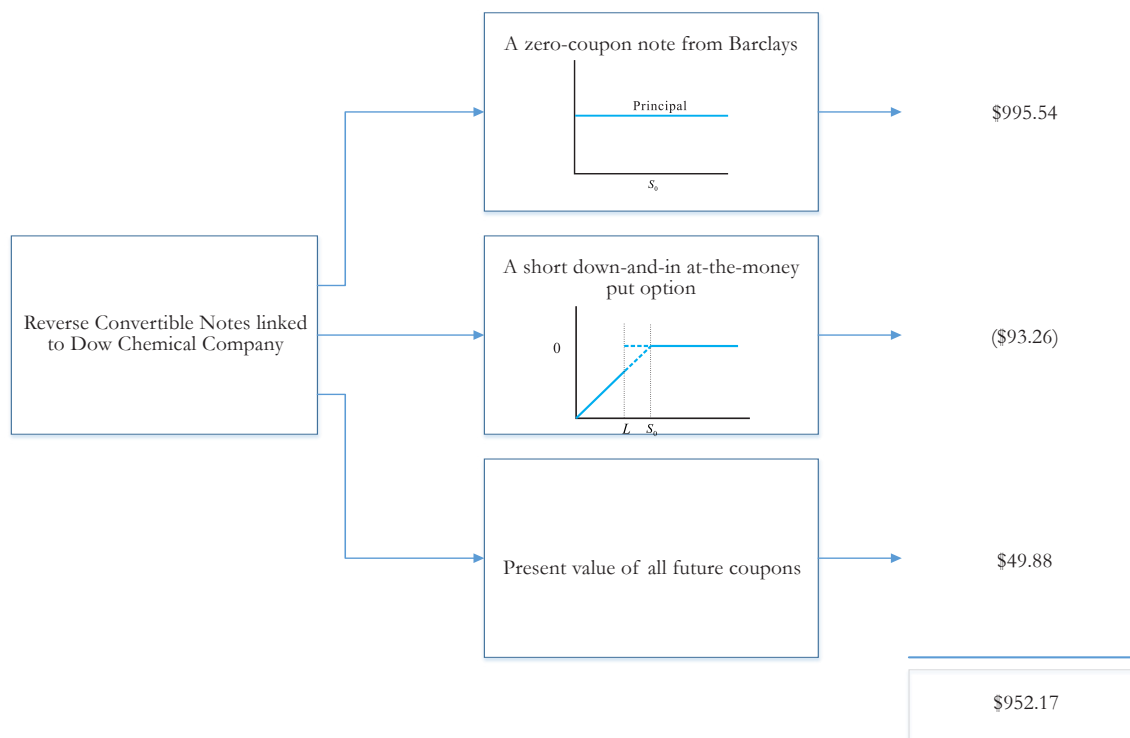 A zero-coupon note from Barclays
Principal
S0
$995.54
Reverse Convertible Notes linked
to Dow Chemical Company
A short down-and-in at-the-money
put option
0
L S0
($93.26)
Present value of all future coupons
$49.88
$952.17